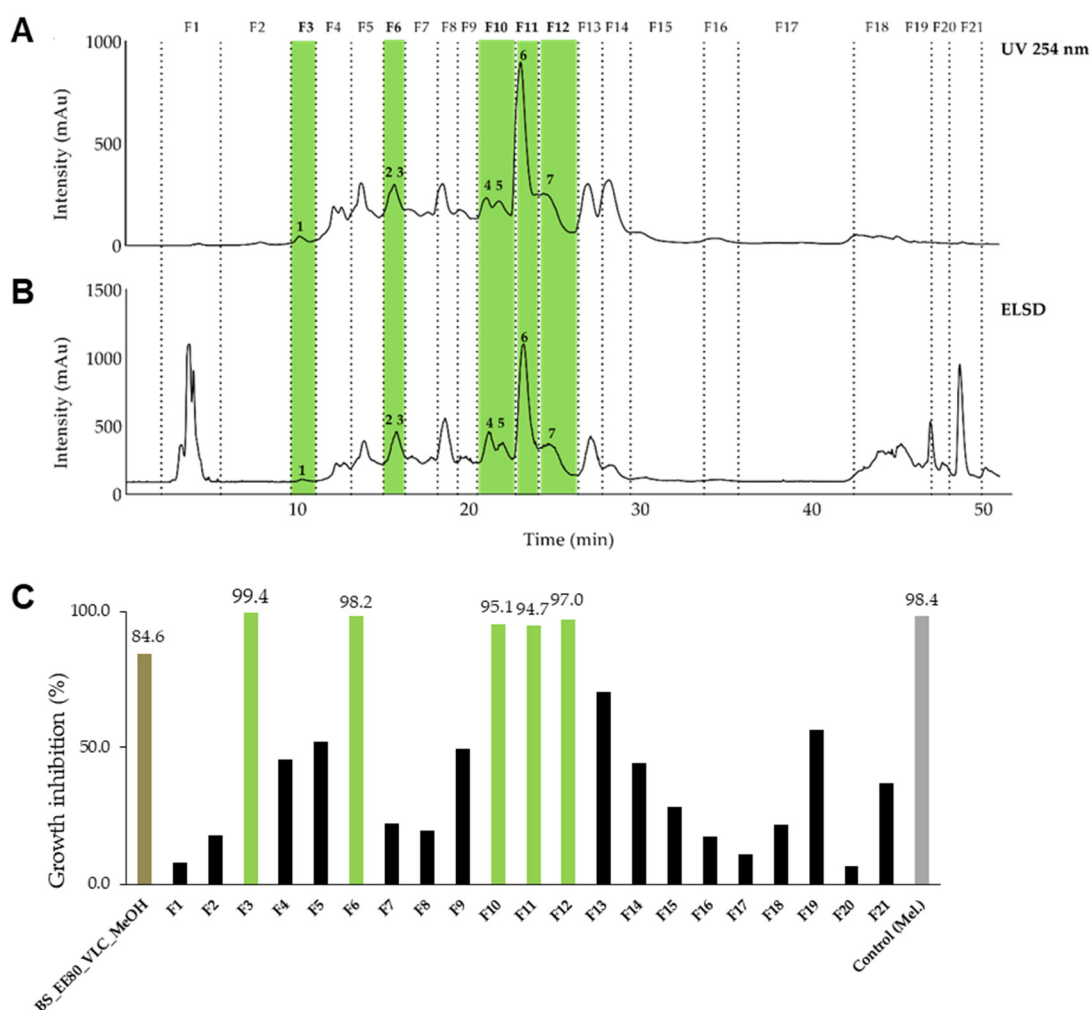 A
F1 F2 F3 F4 F5 F6 F7 F8 F9 F10 F11 F12 F13 F14 F15 F16 F17 F18 F19 F20 F21
UV 254 nm
Intensity (mAu)
1000
500
0
1
2 3
4 5
6
7
B
ELSD
Intensity (mAu)
1500
1000
500
0
1
2 3
4 5
6
7
10 20 30 40 50
Time (min)
C
Growth inhibition (%)
100.0
50.0
0.0
84.6
99.4
98.2
95.1
94.7
97.0
98.4
BS_EE80_VLC_MeOH
F1
F2
F3
F4
F5
F6
F7
F8
F9
F10
F11
F12
F13
F14
F15
F16
F17
F18
F19
F20
F21
Control (Mel.)